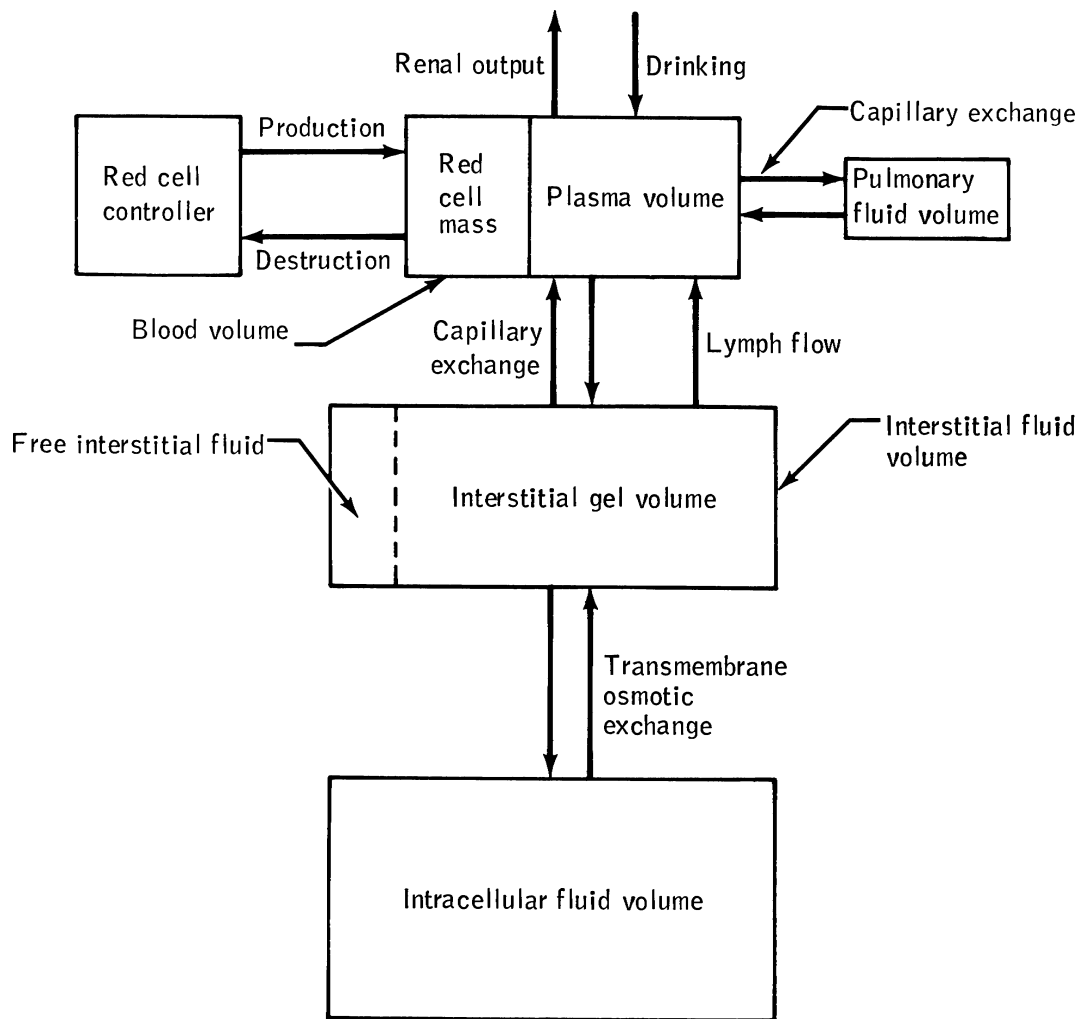 Renal output
Drinking
Capillary exchange
Production
Red cell
controller
Red
cell
mass
Plasma volume
Pulmonary
fluid volume
Destruction
Blood volume
Capillary
exchange
Lymph flow
Free interstitial fluid
Interstitial gel volume
Interstitial fluid
volume
Transmembrane
osmotic
exchange
Intracellular fluid volume